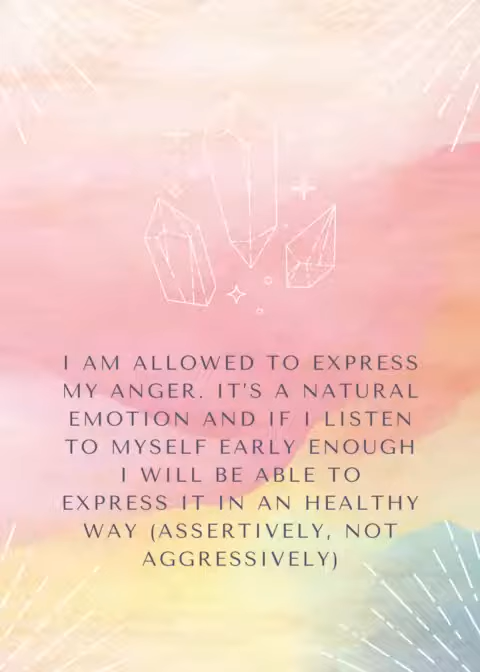 I AM ALLOWED TO EXPRESS
MY ANGER. IT'S A NATURAL
EMOTION AND IF I LISTEN
TO MYSELF EARLY ENOUGH
I WILL BE ABLE TO
EXPRESS IT IN AN HEALTHY
WAY (ASSERTIVELY, NOT
AGGRESSIVELY)